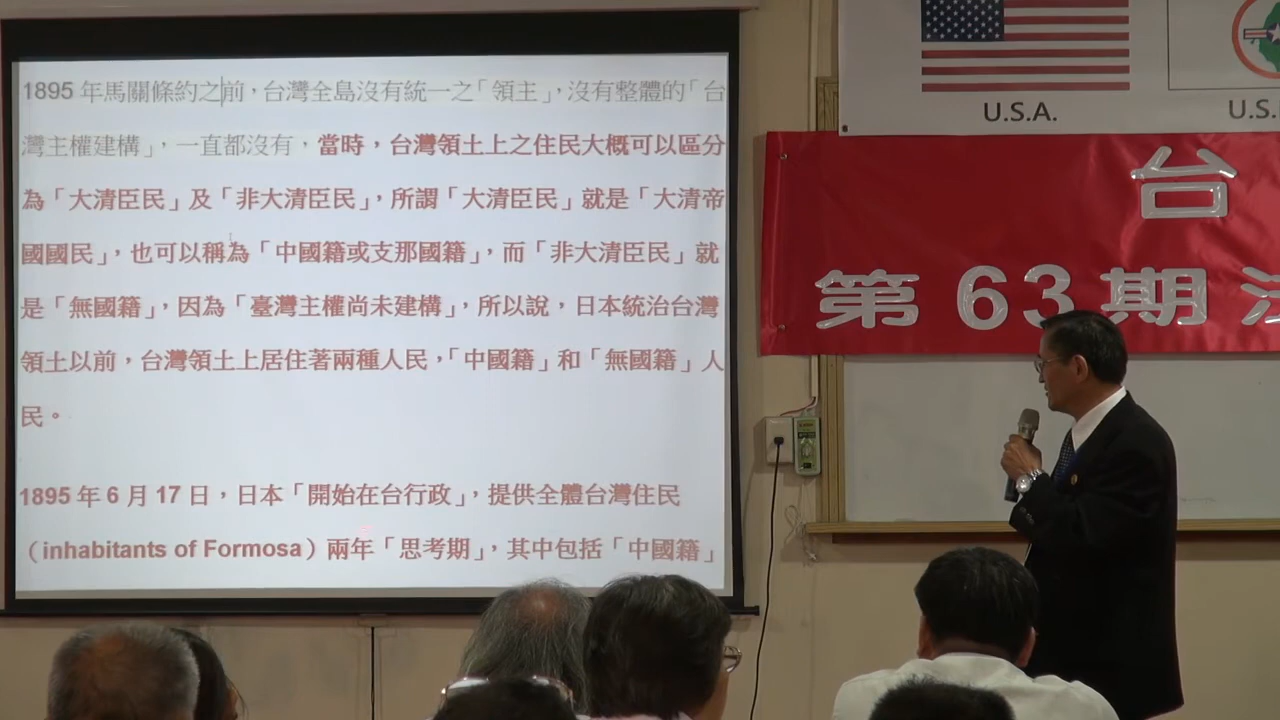 1895 年馬關條約之前，台灣全島沒有統一之「領主」，沒有整體的「台
灣主權建構」，一直都沒有，當時，台灣領土上之住民大概可以區分
為「大清臣民」及「非大清臣民」，所謂「大清臣民」就是「大清帝
國國民」，也可以稱為「中國籍或支那國籍」，而「非大清臣民」就
是「無國籍」，因為「臺灣主權尚未建構」，所以說，日本統治台灣
領土以前，台灣領土上居住著兩種人民，「中國籍」和「無國籍」人
民。
1895 年 6 月 17 日，日本「開始在台行政」，提供全體台灣住民
（inhabitants of Formosa）兩年「思考期」，其中包括「中國籍」
U.S.A.
U.S.
台
第 63 期